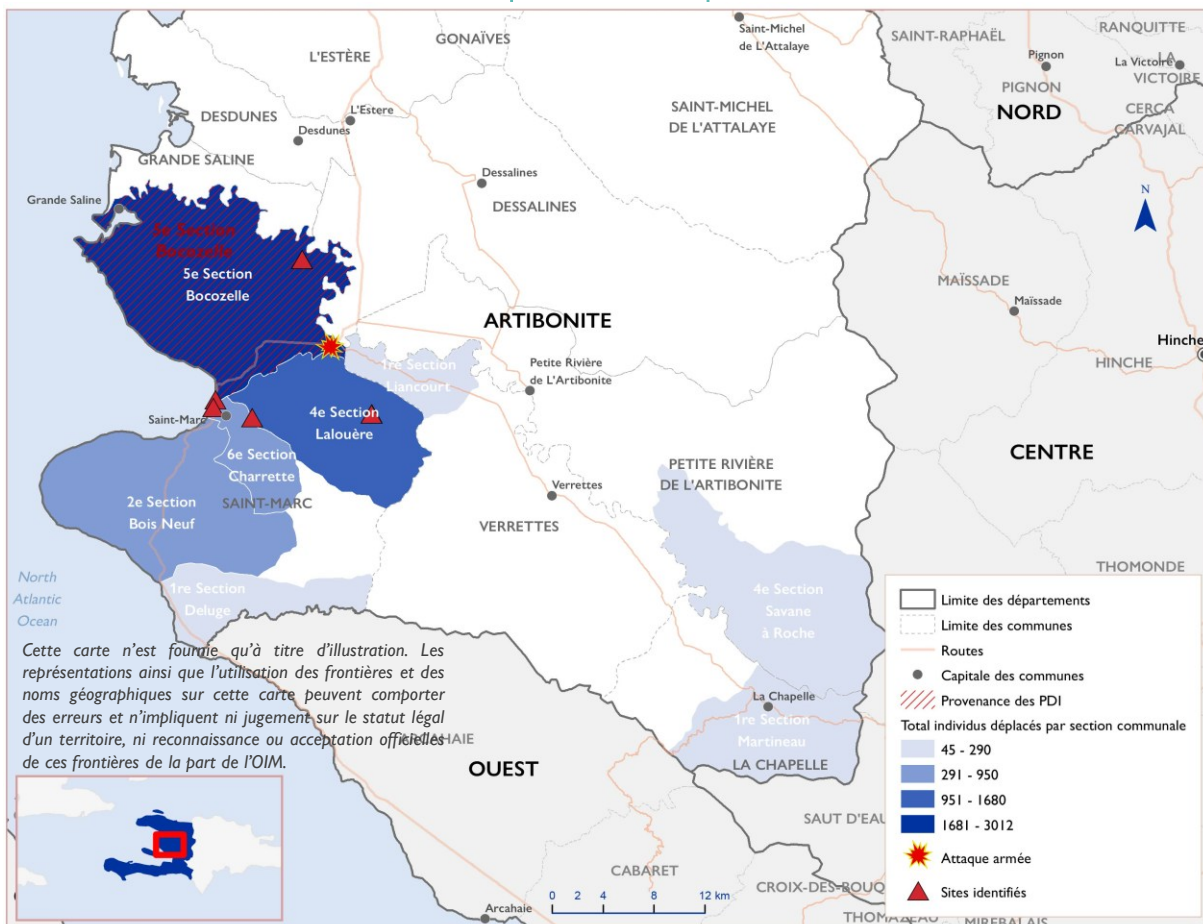 GONAÏVES
Saint-Michel
de L'Attalaye
SAINT-RAPHAËL
RANQUITTE
L'ESTÈRE
Pignon
La Victoire
LA
VICTOIRE
PIGNON
NORD
CERCA
CARVAJAL
DESDUNES
L'Estere
Desdunes
SAINT-MICHEL
DE L'ATTALAYE
GRANDE SALINE
Dessalines
DESSALINES
Grande Saline
N
5e Section
Bocozelle
5e Section
Bocozelle
MAÏSSADE
Maïssade
ARTIBONITE
Hinche
HINCHE
1re Section
Liancourt
Petite Rivière
de L'Artibonite
Saint-Marc
4e Section
Lalouère
6e Section
Charrette
SAINT-MARC
2e Section
Bois Neuf
PETITE RIVIÈRE
DE L'ARTIBONITE
CENTRE
Verrettes
VERRETTES
THOMONDE
North
Atlantic
Ocean
1re Section
Deluge
4e Section
Savane
à Roche
La Chapelle
1re Section
Martineau
LA CHAPELLE
Cette carte n'est fournie qu'à titre d'illustration. Les
représentations ainsi que l'utilisation des frontières et des
noms géographiques sur cette carte peuvent comporter
des erreurs et n'impliquent ni jugement sur le statut légal
d'un territoire, ni reconnaissance ou acceptation officielles
de ces frontières de la part de l'OIM.
ARCAHAIE
OUEST
SAUT D'EAU
CABARET
CROIX-DES-BOUQ
THOMAZEAU
MIREBALAIS
Arcahaie
0 2 4 8 12 km
Limite des départements
Limite des communes
Routes
Capitale des communes
Provenance des PDI
Total individus déplacés par section communale
45 - 290
291 - 950
951 - 1680
1681 - 3012
Attaque armée
Sites identifiés